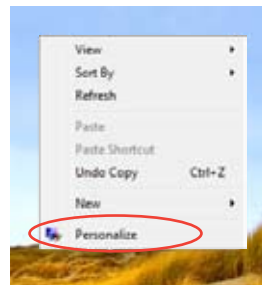 View
Sort By
Refresh
Paste
Paste Shortcut
Undo Copy Ctrl+Z
New
Personalize